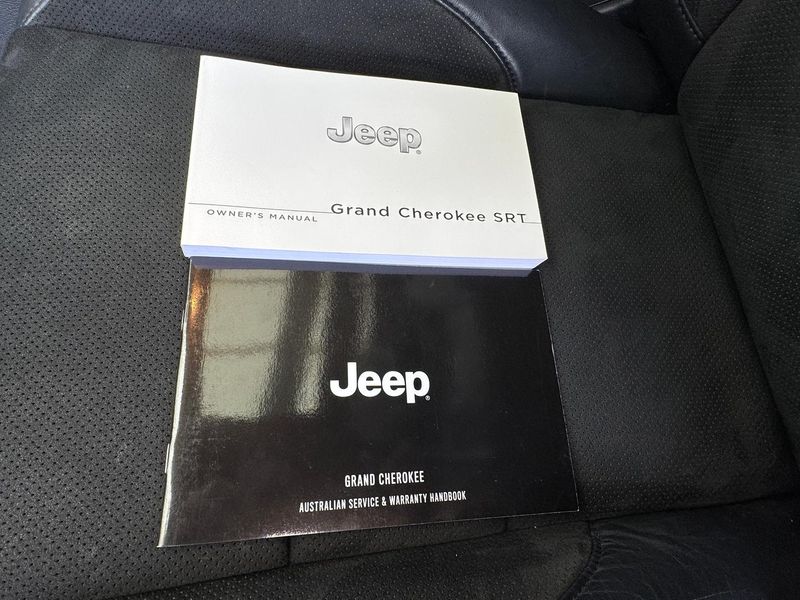 Jeep
OWNER'S MANUAL Grand Cherokee SRT
Jeep
GRAND CHEROKEE
AUSTRALIAN SERVICE & WARRANTY HANDBOOK